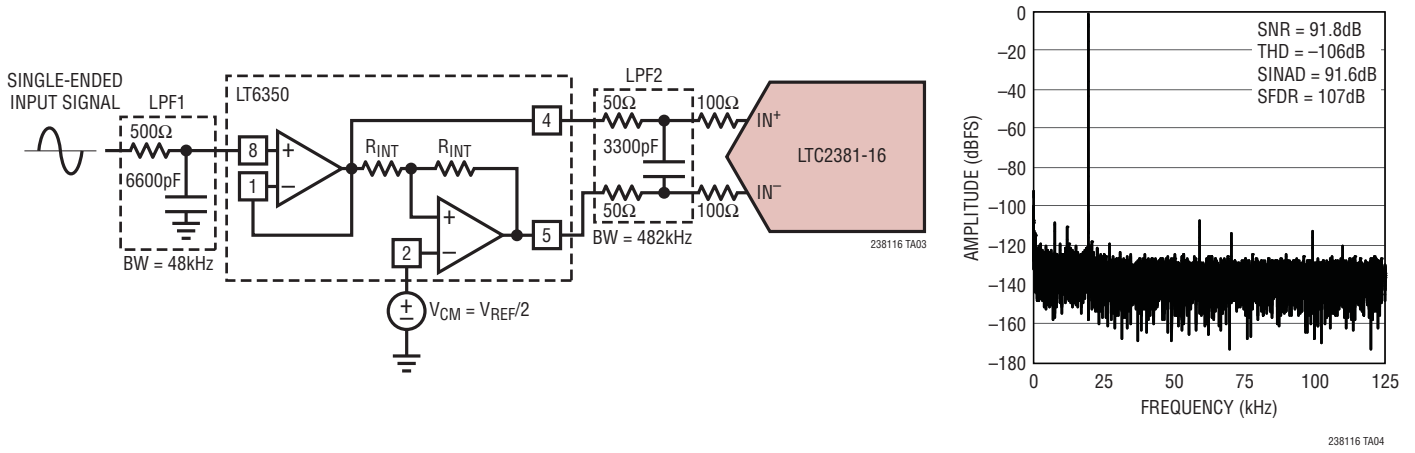 SINGLE-ENDED
INPUT SIGNAL
LPF1
500Ω
6600pF
BW = 48kHz
LT6350
8
1
+
–
RINT
RINT
4
+
–
2
5
+
–
VCM = VREF/2
LPF2
50Ω
3300pF
50Ω
BW = 482kHz
100Ω
100Ω
IN+
IN–
LTC2381-16
238116 TA03
SNR = 91.8dB
THD = –106dB
SINAD = 91.6dB
SFDR = 107dB
AMPLITUDE (dBFS)
0
–20
–40
–60
–80
–100
–120
–140
–160
–180
0
25
50
75
100
125
FREQUENCY (kHz)
238116 TA04